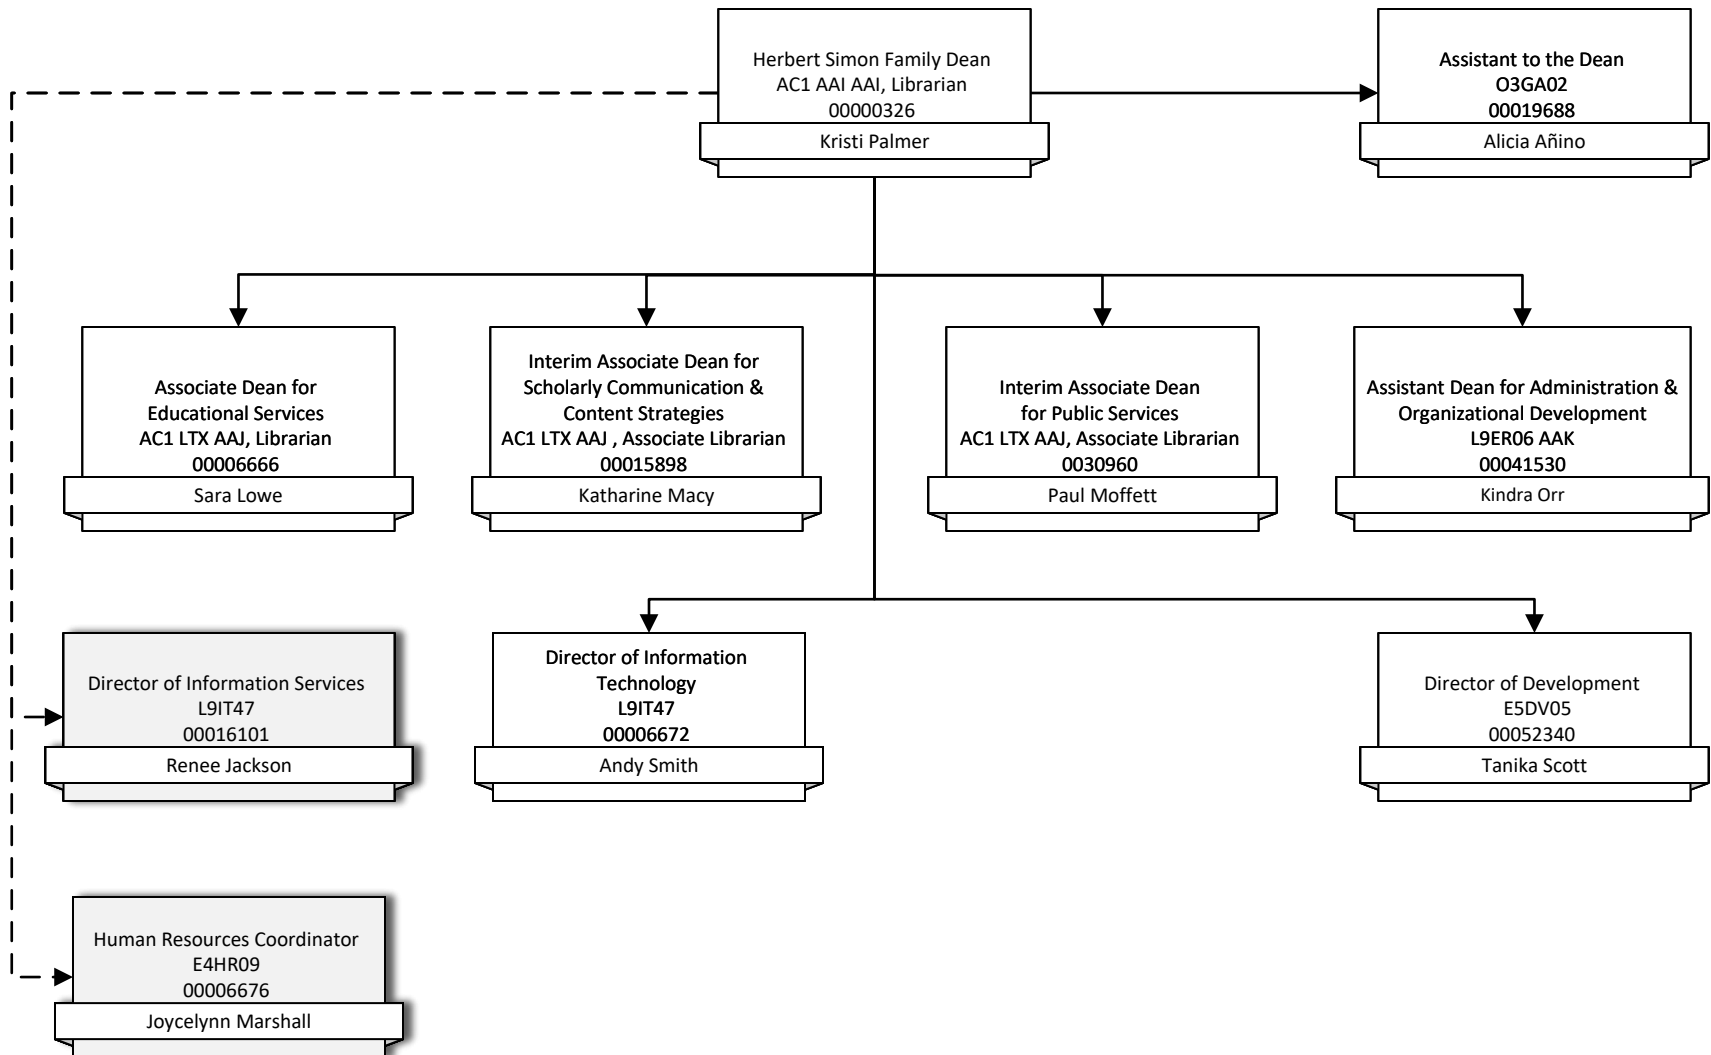 Herbert Simon Family Dean
AC1 AAI AAI, Librarian
00000326
Kristi Palmer
Assistant to the Dean
O3GA02
00019688
Alicia Añino
Associate Dean for
Educational Services
AC1 LTX AAJ, Librarian
00006666
Sara Lowe
Interim Associate Dean for
Scholarly Communication &
Content Strategies
AC1 LTX AAJ , Associate Librarian
00015898
Katharine Macy
Interim Associate Dean
for Public Services
AC1 LTX AAJ, Associate Librarian
0030960
Paul Moffett
Assistant Dean for Administration &
Organizational Development
L9ER06 AAK
00041530
Kindra Orr
Director of Information Services
L9IT47
00016101
Renee Jackson
Director of Information
Technology
L9IT47
00006672
Andy Smith
Director of Development
E5DV05
00052340
Tanika Scott
Human Resources Coordinator
E4HR09
00006676
Joycelynn Marshall